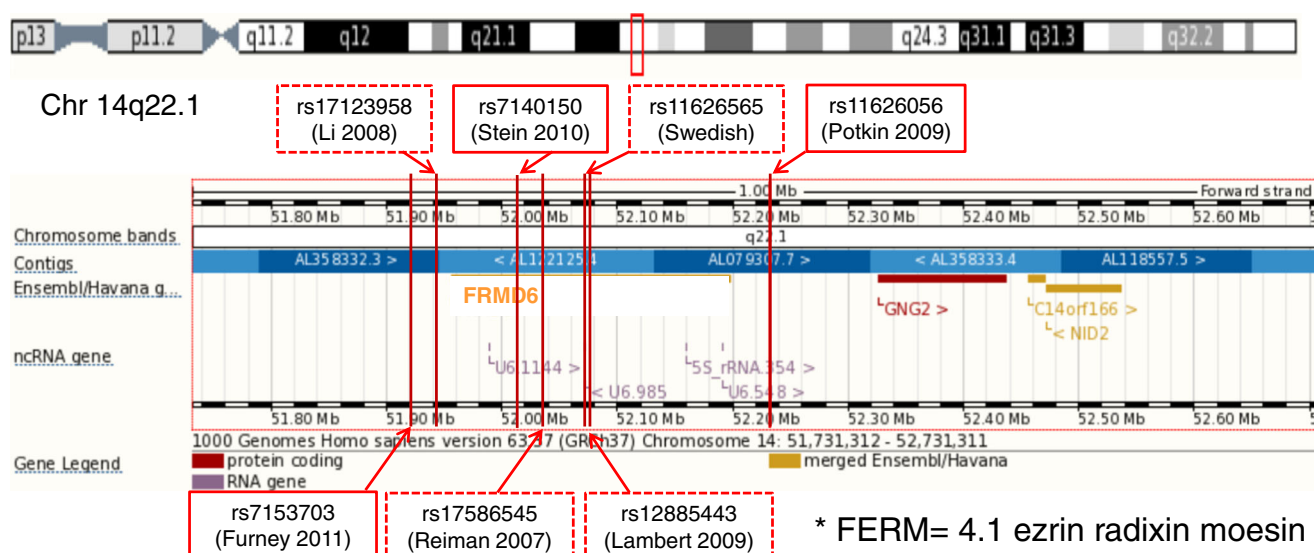 p13 p11.2 q11.2 q12 q21.1 q24.3 q31.1 q31.3 q32.2
Chr 14q22.1
rs17123958
(Li 2008)
rs7140150
(Stein 2010)
rs11626565
(Swedish)
rs11626056
(Potkin 2009)
1.00 Mb Forward strand
51.80 Mb 51.90 Mb 52.00 Mb 52.10 Mb 52.20 Mb 52.30 Mb 52.40 Mb 52.50 Mb 52.60 Mb
Chromosome bands q22.1
Contigs AL358332.3 > < AL122125.4 AL079307.7 > < AL358333.4 AL118557.5 >
Ensembl/Havana g...
FRMD6
GNG2 > C14orf166 >
< NID2
ncRNA gene
U6.1144 > 5S_rRNA.354 >
< U6.985 U6.548 >
51.80 Mb 51.90 Mb 52.00 Mb 52.10 Mb 52.20 Mb 52.30 Mb 52.40 Mb 52.50 Mb 52.60 Mb
1000 Genomes Homo sapiens version 63.37 (GRCh37) Chromosome 14: 51,731,312 - 52,731,311
Gene Legend protein coding merged Ensembl/Havana
RNA gene
rs7153703
(Furney 2011)
rs17586545
(Reiman 2007)
rs12885443
(Lambert 2009)
* FERM= 4.1 ezrin radixin moesin